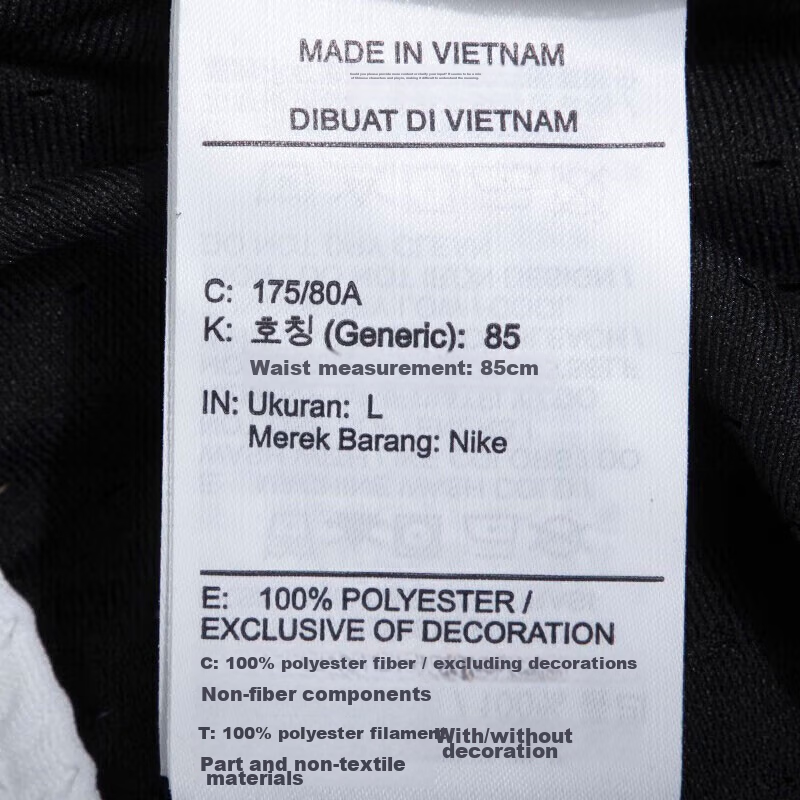 MADE IN VIETNAM
DIBUAT DI VIETNAM
C: 175/80A
K: 호칭 (Generic): 85
Waist measurement: 85cm
IN: Ukuran: L
Merek Barang: Nike
E: 100% POLYESTER /
EXCLUSIVE OF DECORATION
C: 100% polyester fiber / excluding decorations
Non-fiber components
T: 100% polyester filament
With/without
decoration
Part and non-textile
materials